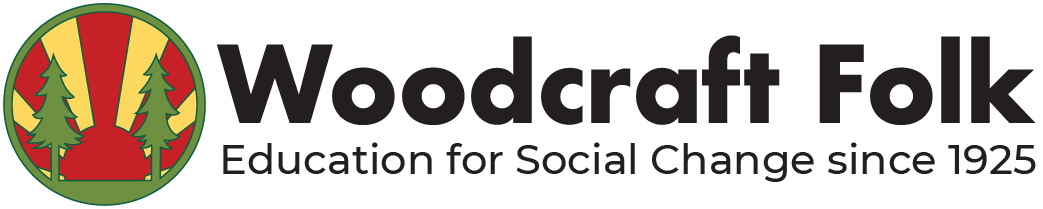 Woodcraft Folk
Education for Social Change since 1925